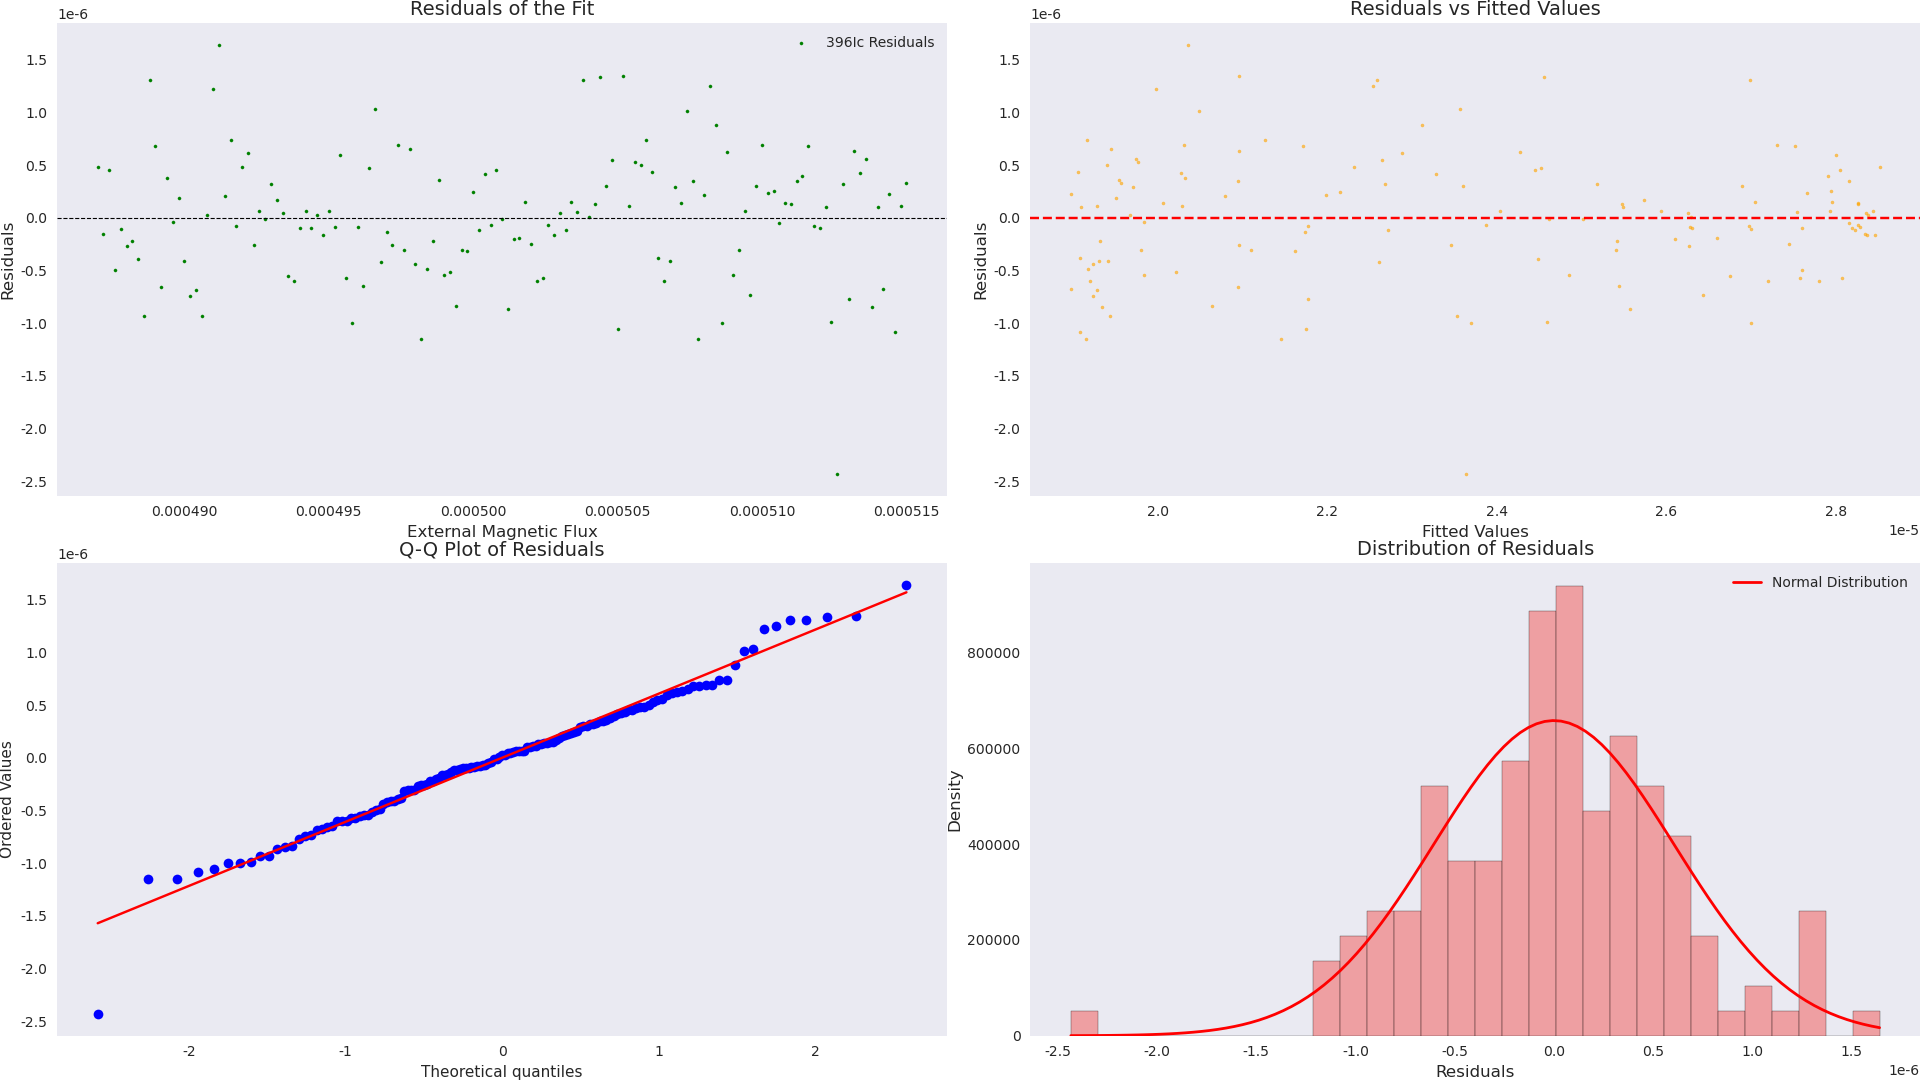 Residuals of the Fit
1e-6
396Ic Residuals
1.5
1.0
0.5
0.0
-0.5
-1.0
-1.5
-2.0
-2.5
Residuals
0.000490 0.000495 0.000500 0.000505 0.000510 0.000515
External Magnetic Flux
Residuals vs Fitted Values
1e-6
1.5
1.0
0.5
0.0
-0.5
-1.0
-1.5
-2.0
-2.5
Residuals
2.0 2.2 2.4 2.6 2.8
1e-5
Fitted Values
Q-Q Plot of Residuals
1e-6
1.5
1.0
0.5
0.0
-0.5
-1.0
-1.5
-2.0
-2.5
Ordered Values
-2 -1 0 1 2
Theoretical quantiles
Distribution of Residuals
Normal Distribution
800000
600000
400000
200000
0
Density
-2.5 -2.0 -1.5 -1.0 -0.5 0.0 0.5 1.0 1.5
1e-6
Residuals